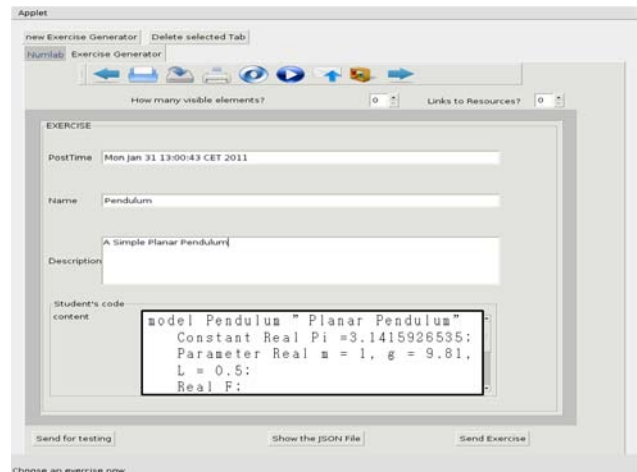 Applet
new Exercise Generator Delete selected Tab
Numlab Exercise Generator
How many visible elements? 0 Links to Resources? 0
EXERCISE
PostTime Mon Jan 31 13:00:43 CET 2011
Name Pendulum
Description A Simple Planar Pendulum
Student's code
content
model Pendulum " Planar Pendulum"
Constant Real Pi =3.1415926535;
Parameter Real m = 1, g = 9.81,
L = 0.5;
Real F;
Send for testing Show the JSON File Send Exercise
Choose an exercise now